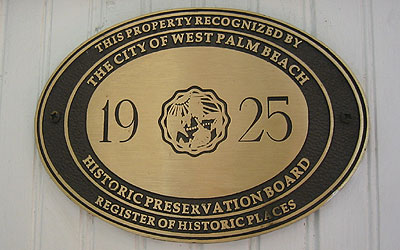 THIS PROPERTY RECOGNIZED BY
THE CITY OF WEST PALM BEACH
19 25
HISTORIC PRESERVATION BOARD
REGISTER OF HISTORIC PLACES